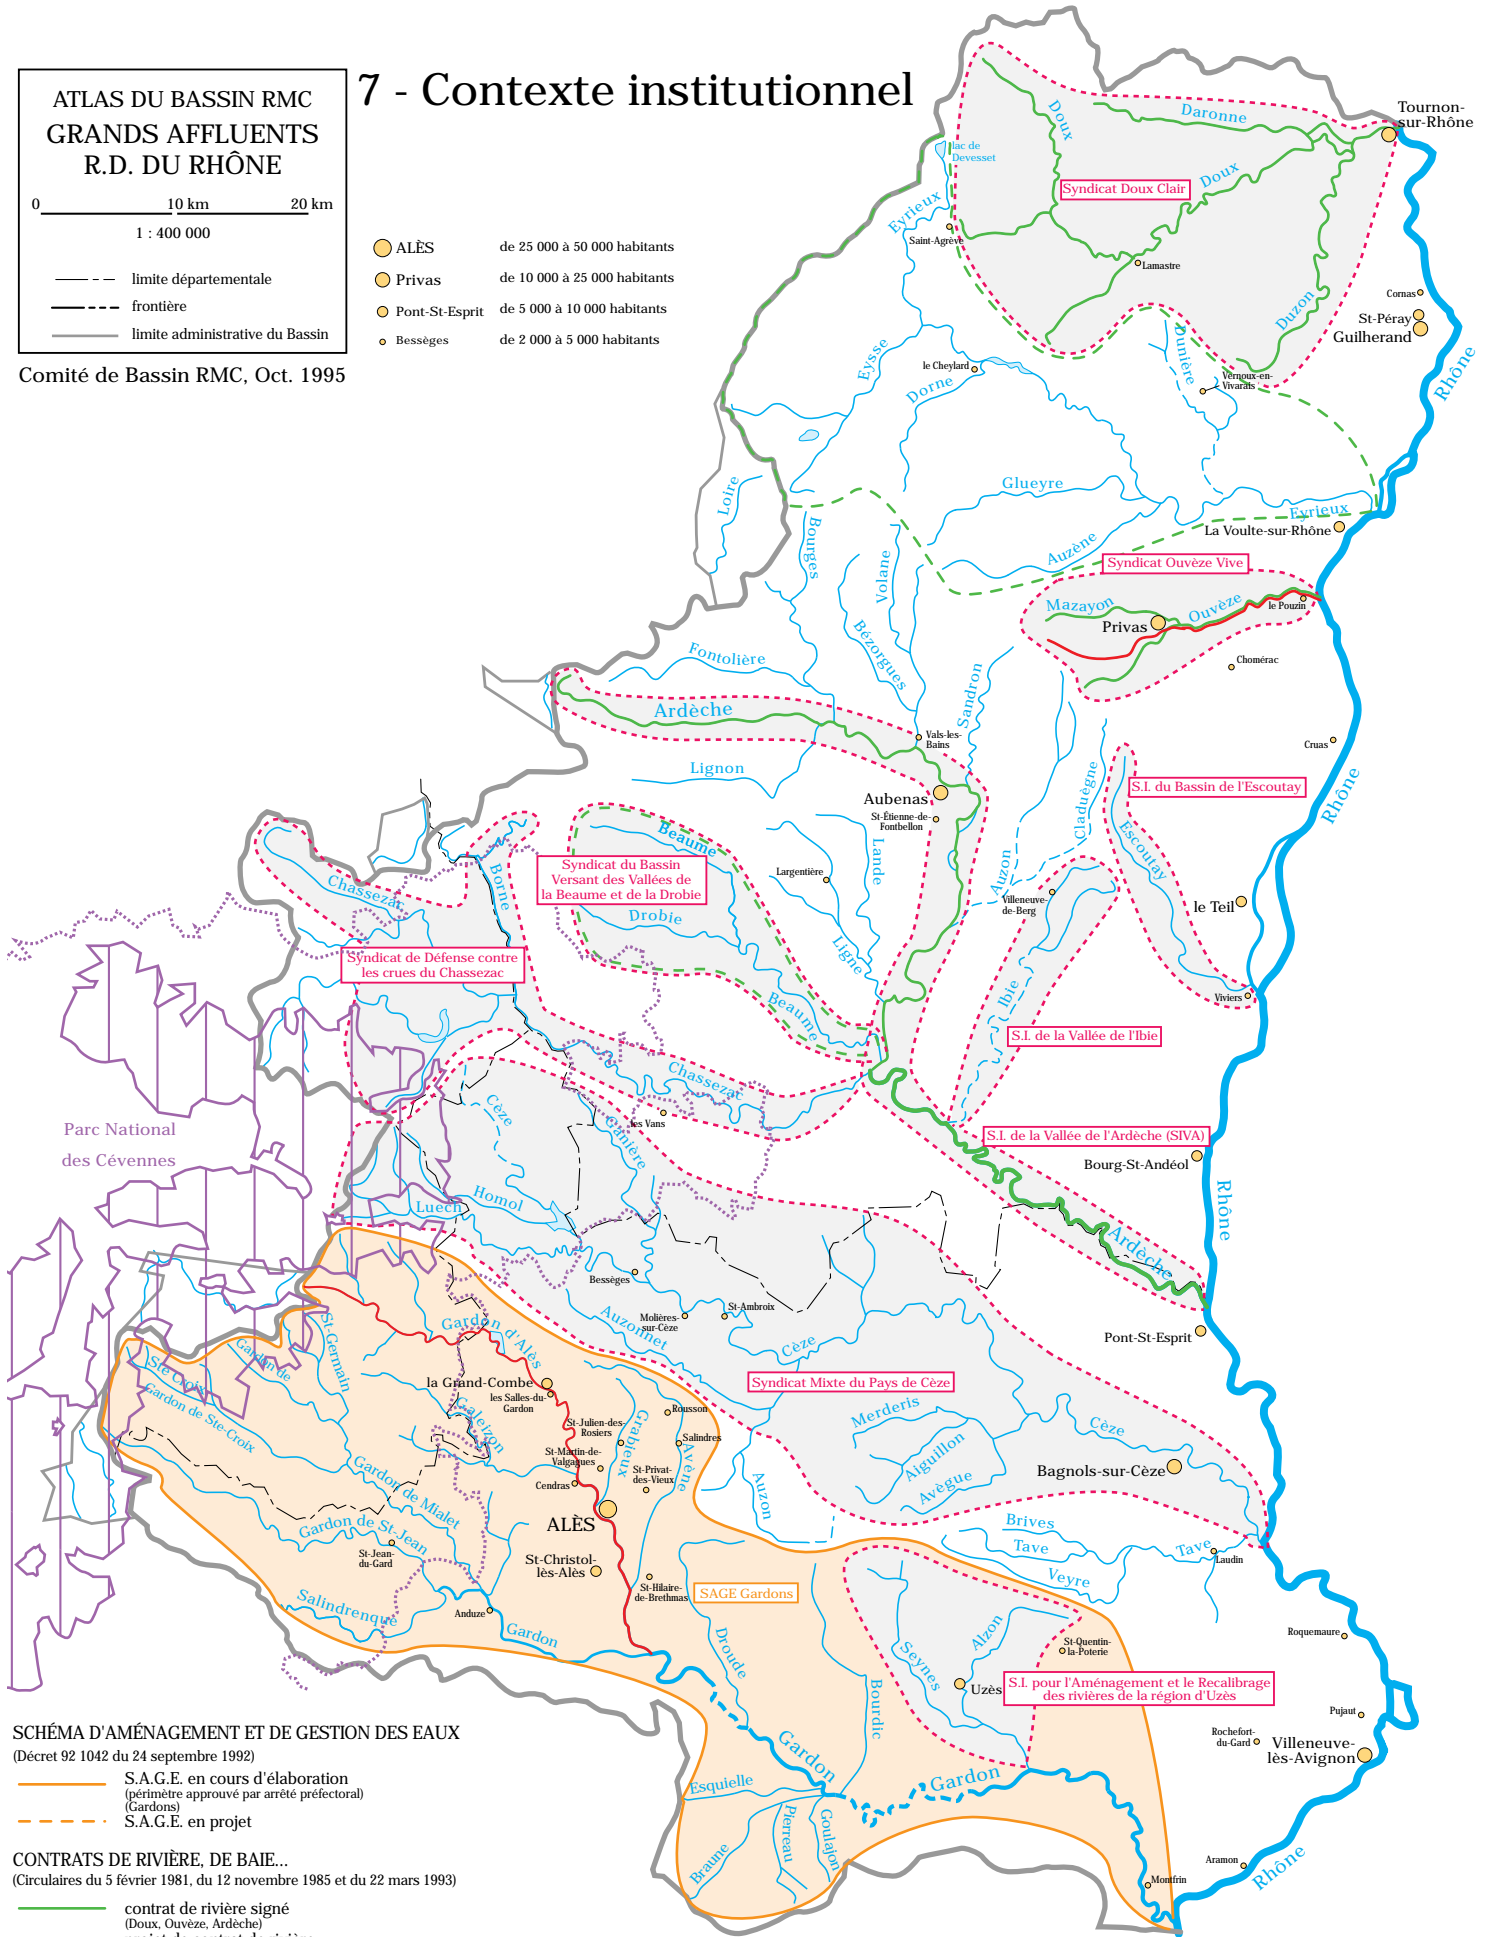 7 - Contexte institutionnel
ATLAS DU BASSIN RMC
GRANDS AFFLUENTS
R.D. DU RHÔNE
0 10 km 20 km
1 : 400 000
limite départementale
frontière
limite administrative du Bassin
Comité de Bassin RMC, Oct. 1995
ALÈS de 25 000 à 50 000 habitants
Privas de 10 000 à 25 000 habitants
Pont-St-Esprit de 5 000 à 10 000 habitants
Bessèges de 2 000 à 5 000 habitants
Doux
Daronne
Tournon-
sur-Rhône
lac de
Devesset
Syndicat Doux Clair
Doux
Eyrieux
Saint-Agrève
Lamastre
Cornas
St-Péray
Guilherand
Duzon
Rhône
Dunière
Eysse
le Cheylard
Dorne
Vernoux-en-
Vivarais
Loire
Glueyre
Eyrieux
La Voulte-sur-Rhône
Bourges
Volane
Auzène
Syndicat Ouvèze Vive
Mazayon
Ouvèze
le Pouzin
Privas
Chomérac
Bézorgues
Fontolière
Sandron
Ardèche
Vals-les-
Bains
Cruas
Lignon
Rhône
Aubenas
St-Étienne-de-
Fontbellon
Claduègne
S.I. du Bassin de l'Escoutay
Escoutay
Beaume
Syndicat du Bassin
Versant des Vallées de
la Beaume et de la Drobie
Drobie
Largentière
Lande
Auzon
Villeneuve-
de-Berg
le Teil
Chassezac
Borne
Ligne
Syndicat de Défense contre
les crues du Chassezac
Beaume
Ibie
Viviers
S.I. de la Vallée de l'Ibie
Chassezac
Parc National
des Cévennes
Cèze
Ganière
les Vans
S.I. de la Vallée de l'Ardèche (SIVA)
Bourg-St-Andéol
Rhône
Luech
Homol
Ardèche
Bessèges
Auzonnet
Molières-
sur-Cèze
St-Ambroix
Cèze
Pont-St-Esprit
Gardon d'Alès
St-Germain
Gardon de
Ste Croix
Gardon de Ste-Croix
la Grand-Combe
les Salles-du-
Gardon
Syndicat Mixte du Pays de Cèze
Galeizon
St-Julien-des-
Rosiers
Grabieux
Rousson
Salindres
Avène
St-Martin-de-
Valgagues
St-Privat-
des-Vieux
Cendras
Merderis
Aiguillon
Avègue
Cèze
Bagnols-sur-Cèze
Gardon de Mialet
Auzon
ALÈS
Gardon de St-Jean
St-Jean-
du-Gard
St-Christol-
lès-Alès
St-Hilaire-
de-Brethmas
SAGE Gardons
Brives
Tave
Tave
Laudin
Veyre
Salindrenque
Anduze
Gardon
Droude
Bourdic
Seynes
Alzon
St-Quentin-
la-Poterie
Uzès
S.I. pour l'Aménagement et le Recalibrage
des rivières de la région d'Uzès
Roquemaure
Pujaut
Rochefort-
du-Gard
Villeneuve-
lès-Avignon
Gardon
Gardon
Esquielle
Pierreau
Goulajon
Braune
Montfrin
Aramon
Rhône
SCHÉMA D'AMÉNAGEMENT ET DE GESTION DES EAUX
(Décret 92 1042 du 24 septembre 1992)
S.A.G.E. en cours d'élaboration
(périmètre approuvé par arrêté préfectoral)
(Gardons)
S.A.G.E. en projet
CONTRATS DE RIVIÈRE, DE BAIE...
(Circulaires du 5 février 1981, du 12 novembre 1985 et du 22 mars 1993)
contrat de rivière signé
(Doux, Ouvèze, Ardèche)
projet de contrat de rivière